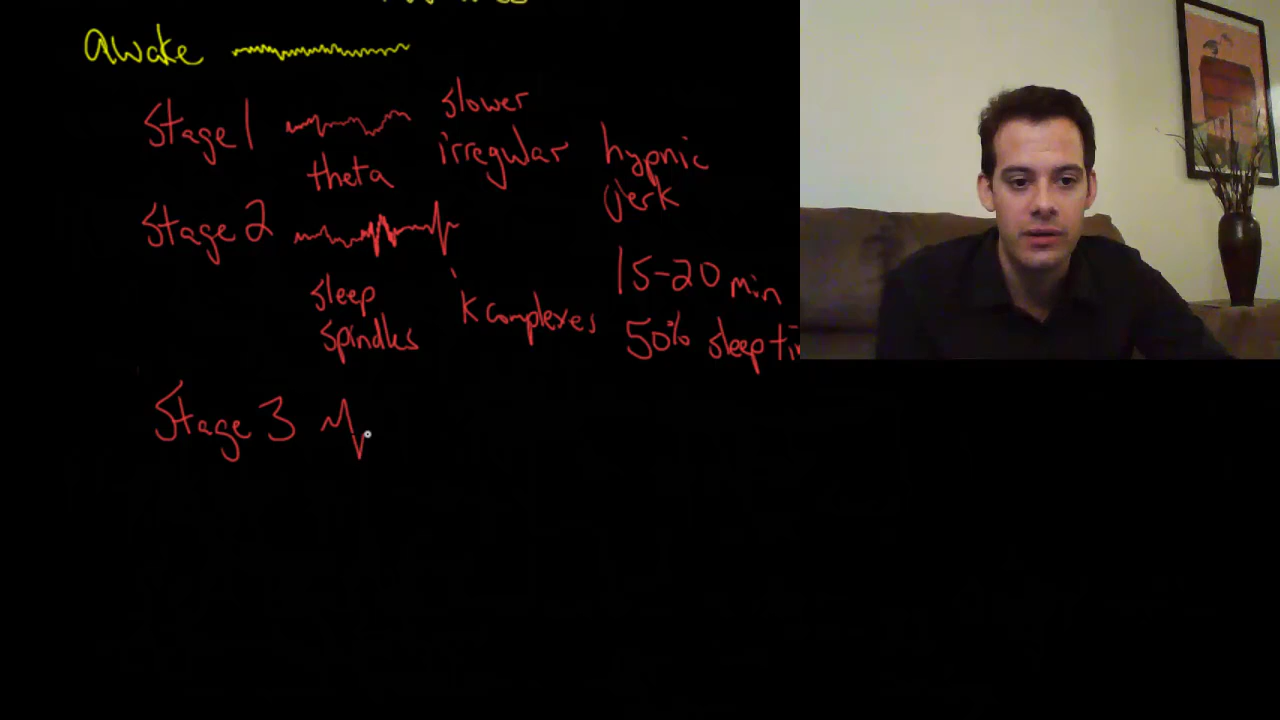 awake
Stage 1
slower
irregular
hypnic
jerk
theta
Stage 2
sleep
spindles
K complexes
15-20 min
50% sleep
Stage 3